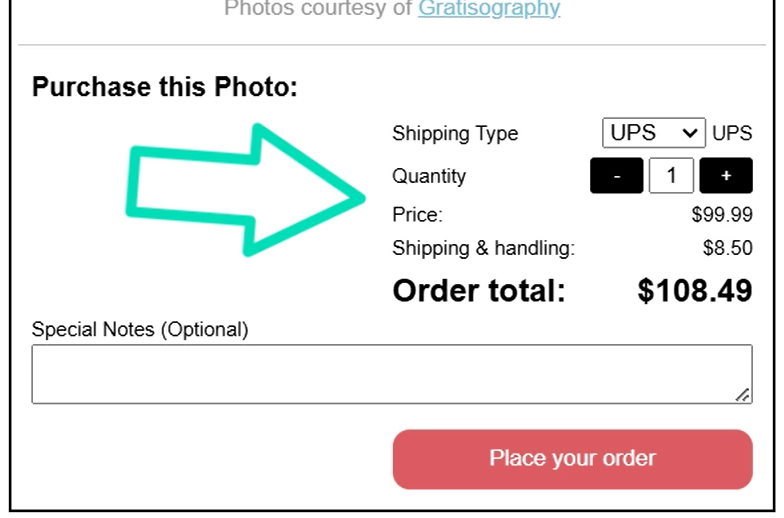 Photos courtesy of Gratisography
Purchase this Photo:
Shipping Type UPS UPS
Quantity - 1 +
Price: $99.99
Shipping & handling: $8.50
Order total: $108.49
Special Notes (Optional)
Place your order